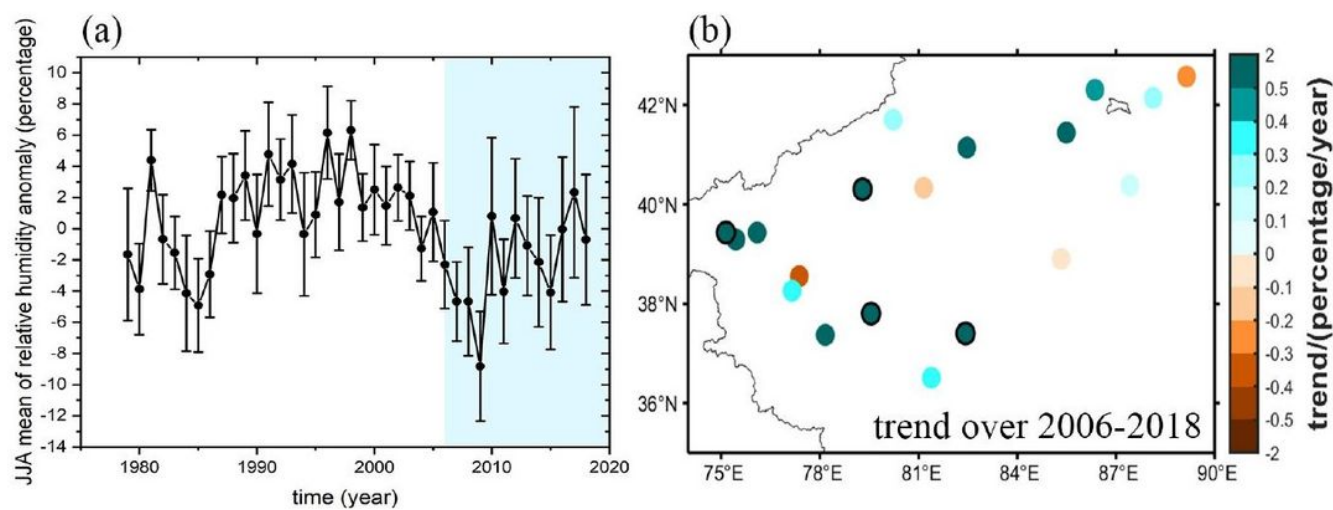 (a)
JJA mean of relative humidity anomaly (percentage)
10
8
6
4
2
0
-2
-4
-6
-8
-10
-12
-14
1980
1990
2000
2010
2020
time (year)
(b)
42°N
40°N
38°N
36°N
75°E
78°E
81°E
84°E
87°E
90°E
trend over 2006-2018
2
0.5
0.4
0.3
0.2
0.1
0
-0.1
-0.2
-0.3
-0.4
-0.5
-2
trend/(percentage/year)